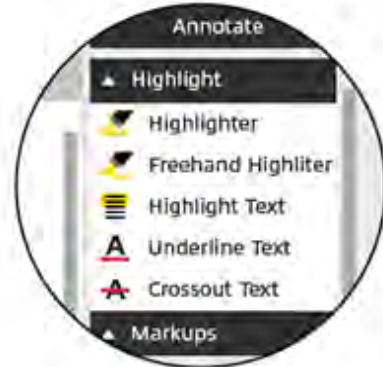 Annotate
Highlight
Highlighter
Freehand Highliter
Highlight Text
A Underline Text
A Crossout Text
Markups